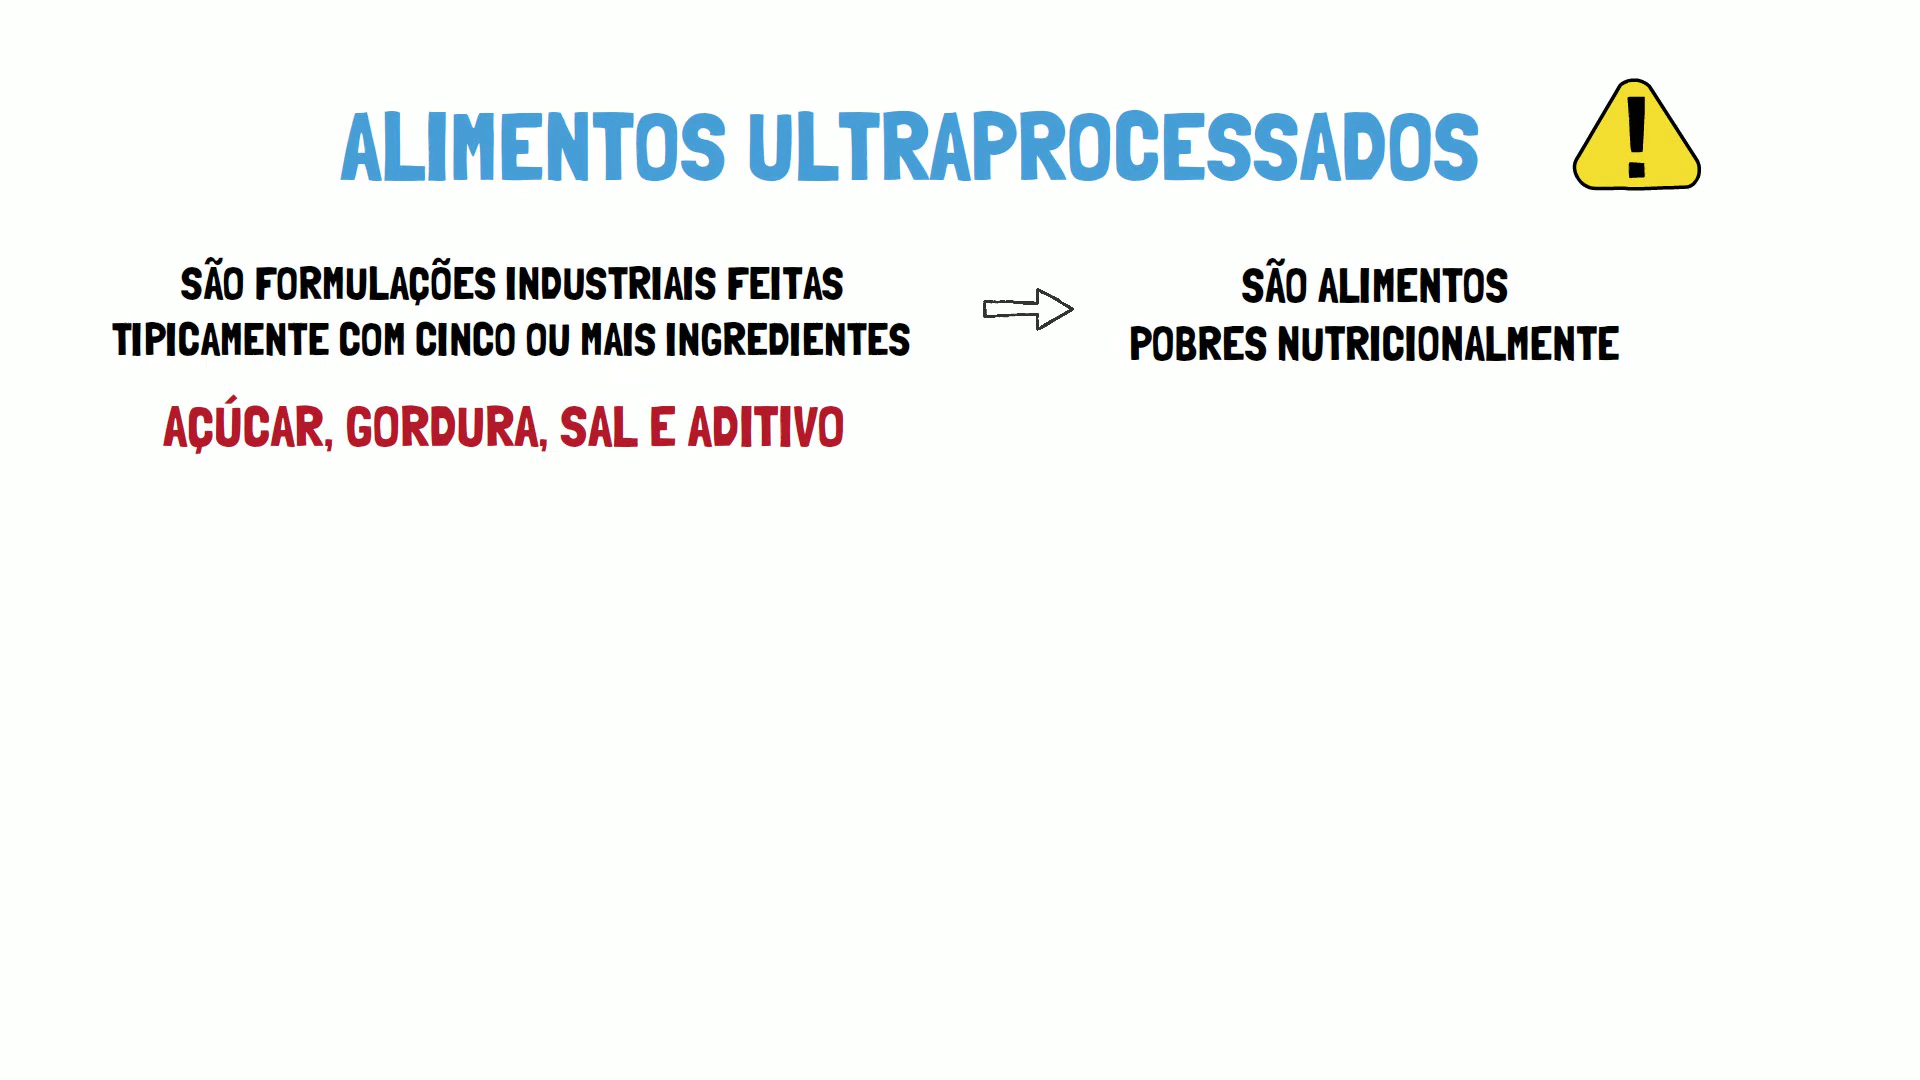 ALIMENTOS ULTRAPROCESSADOS
SÃO FORMULAÇÕES INDUSTRIAIS FEITAS
TIPICAMENTE COM CINCO OU MAIS INGREDIENTES
AÇÚCAR, GORDURA, SAL E ADITIVO
SÃO ALIMENTOS
POBRES NUTRICIONALMENTE